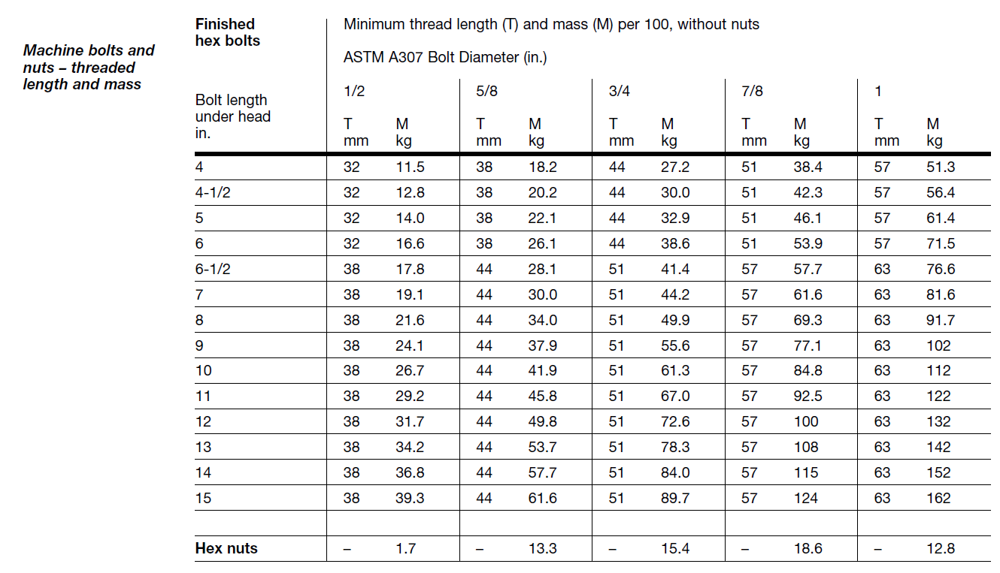 Machine bolts and
nuts – threaded
length and mass
Finished
hex bolts
Minimum thread length (T) and mass (M) per 100, without nuts
ASTM A307 Bolt Diameter (in.)
Bolt length
under head
in.
1/2 5/8 3/4 7/8 1
T M T M T M T M T M
mm kg mm kg mm kg mm kg mm kg
4 32 11.5 38 18.2 44 27.2 51 38.4 57 51.3
4-1/2 32 12.8 38 20.2 44 30.0 51 42.3 57 56.4
5 32 14.0 38 22.1 44 32.9 51 46.1 57 61.4
6 32 16.6 38 26.1 44 38.6 51 53.9 57 71.5
6-1/2 38 17.8 44 28.1 51 41.4 57 57.7 63 76.6
7 38 19.1 44 30.0 51 44.2 57 61.6 63 81.6
8 38 21.6 44 34.0 51 49.9 57 69.3 63 91.7
9 38 24.1 44 37.9 51 55.6 57 77.1 63 102
10 38 26.7 44 41.9 51 61.3 57 84.8 63 112
11 38 29.2 44 45.8 51 67.0 57 92.5 63 122
12 38 31.7 44 49.8 51 72.6 57 100 63 132
13 38 34.2 44 53.7 51 78.3 57 108 63 142
14 38 36.8 44 57.7 51 84.0 57 115 63 152
15 38 39.3 44 61.6 51 89.7 57 124 63 162
Hex nuts – 1.7 – 13.3 – 15.4 – 18.6 – 12.8